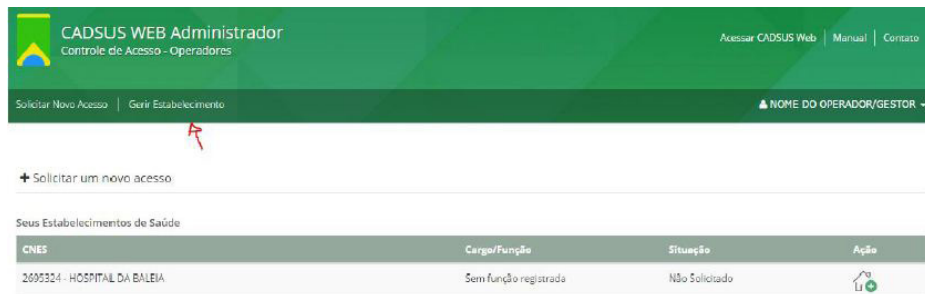 CADSUS WEB Administrador
Controle de Acesso - Operadores
Acessar CADSUS Web | Manual | Contato
Solicitar Novo Acesso | Gerir Estabelecimento
NOME DO OPERADOR/GESTOR
+ Solicitar um novo acesso
Seus Estabelecimentos de Saúde
CNES Cargo/Função Situação Ação
2695324 - HOSPITAL DA BALEIA Sem função registrada Não Solicitado